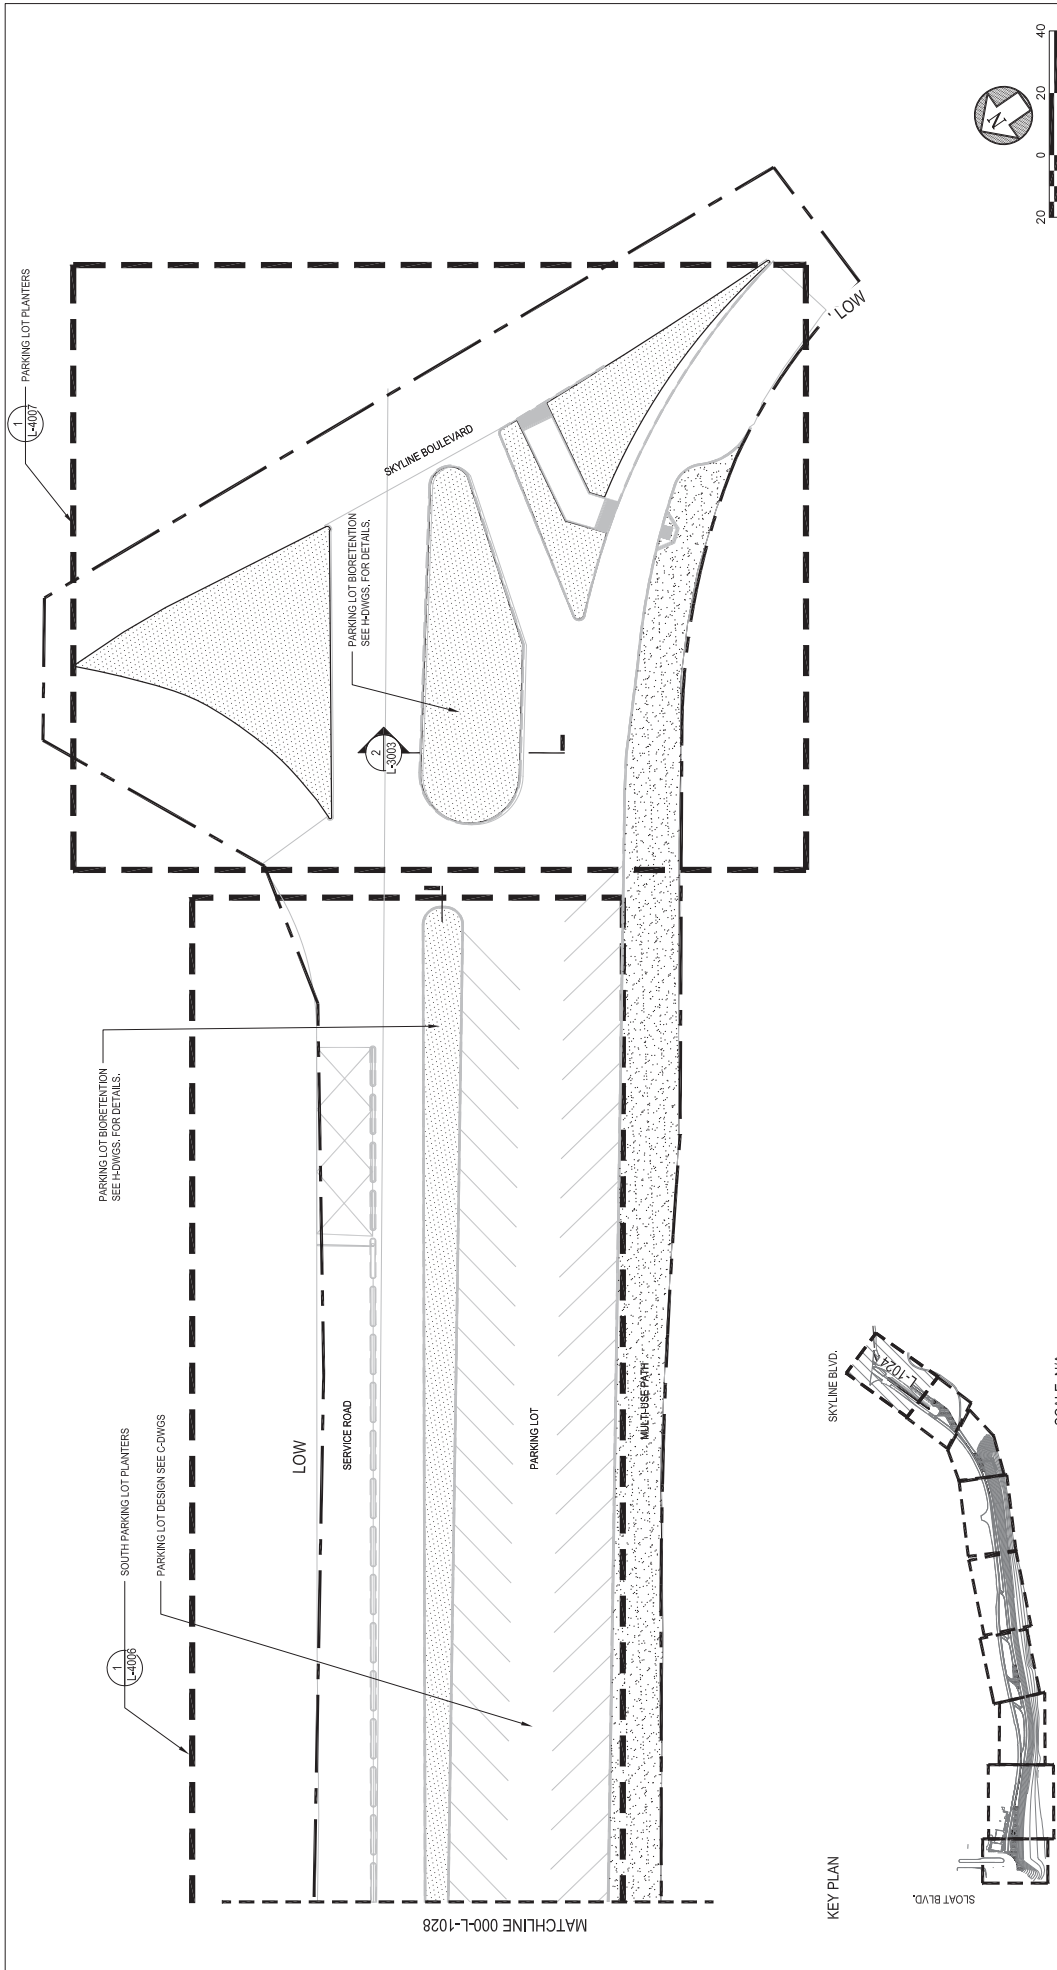 1
L-4007
PARKING LOT PLANTERS
SKYLINE BOULEVARD
PARKING LOT BIORETENTION
SEE H-DWGS. FOR DETAILS.
2
L-3003
LOW
N
20
0
20
40
PARKING LOT BIORETENTION
SEE H-DWGS. FOR DETAILS.
1
L-4006
SOUTH PARKING LOT PLANTERS
PARKING LOT DESIGN SEE C-DWGS
LOW
SERVICE ROAD
PARKING LOT
MULTI-USE PATH
MATCHLINE 000-L-1028
KEY PLAN
SLOAT BLVD.
SKYLINE BLVD.
L-1024